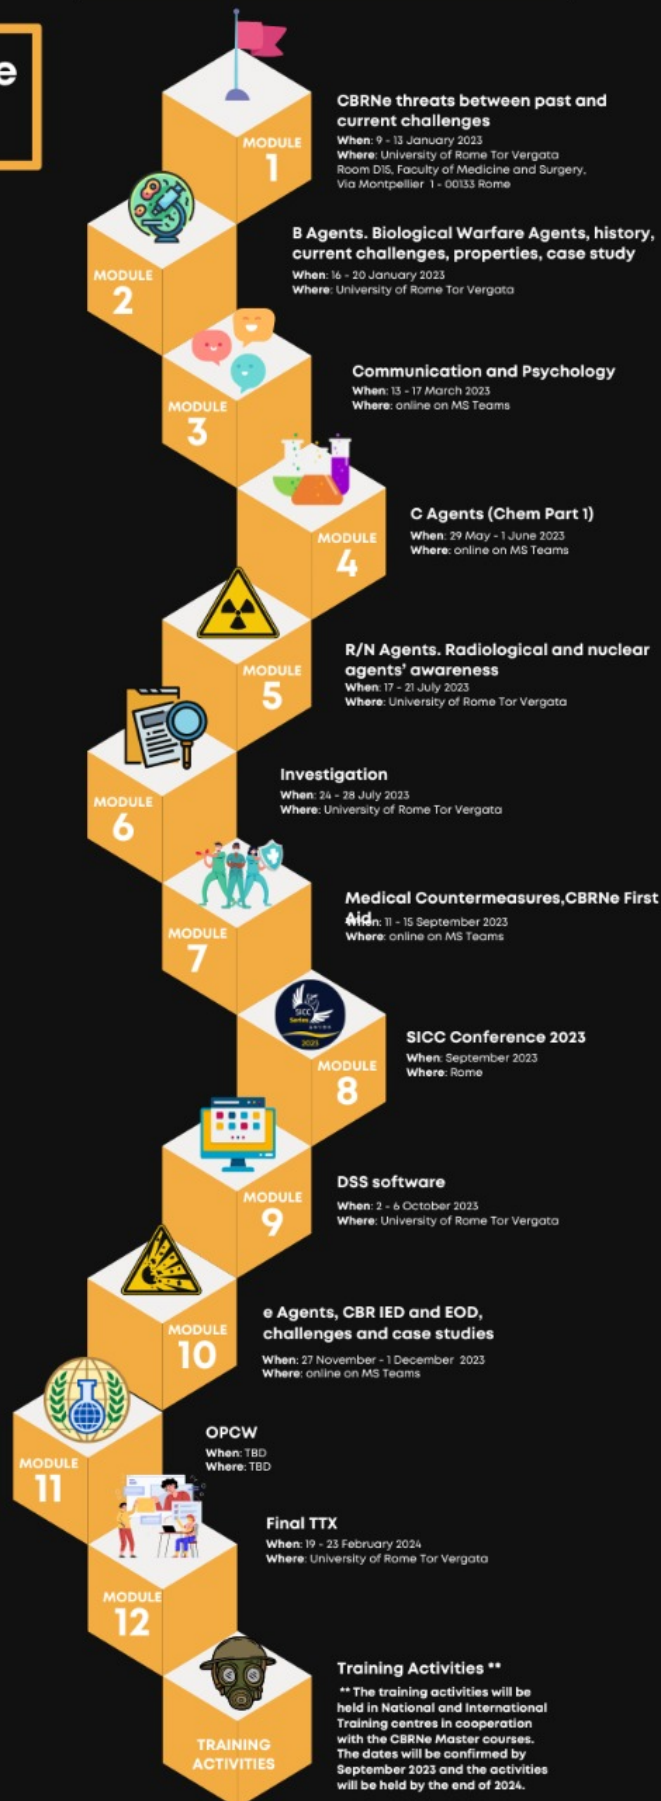 e
MODULE
1
CBRNe threats between past and
current challenges
When: 9 - 13 January 2023
Where: University of Rome Tor Vergata
Room D15, Faculty of Medicine and Surgery,
Via Montpellier 1 - 00133 Rome
MODULE
2
B Agents. Biological Warfare Agents, history,
current challenges, properties, case study
When: 16 - 20 January 2023
Where: University of Rome Tor Vergata
MODULE
3
Communication and Psychology
When: 13 - 17 March 2023
Where: online on MS Teams
MODULE
4
C Agents (Chem Part 1)
When: 29 May - 1 June 2023
Where: online on MS Teams
MODULE
5
R/N Agents. Radiological and nuclear
agents' awareness
When: 17 - 21 July 2023
Where: University of Rome Tor Vergata
MODULE
6
Investigation
When: 24 - 28 July 2023
Where: University of Rome Tor Vergata
MODULE
7
Medical Countermeasures,CBRNe First
Aid
When: 11 - 15 September 2023
Where: online on MS Teams
SICC
Series
2023
MODULE
8
SICC Conference 2023
When: September 2023
Where: Rome
MODULE
9
DSS software
When: 2 - 6 October 2023
Where: University of Rome Tor Vergata
MODULE
10
e Agents, CBR IED and EOD,
challenges and case studies
When: 27 November - 1 December 2023
Where: online on MS Teams
MODULE
11
OPCW
When: TBD
Where: TBD
MODULE
12
Final TTX
When: 19 - 23 February 2024
Where: University of Rome Tor Vergata
TRAINING
ACTIVITIES
Training Activities **
** The training activities will be
held in National and International
Training centres in cooperation
with the CBRNe Master courses.
The dates will be confirmed by
September 2023 and the activities
will be held by the end of 2024.